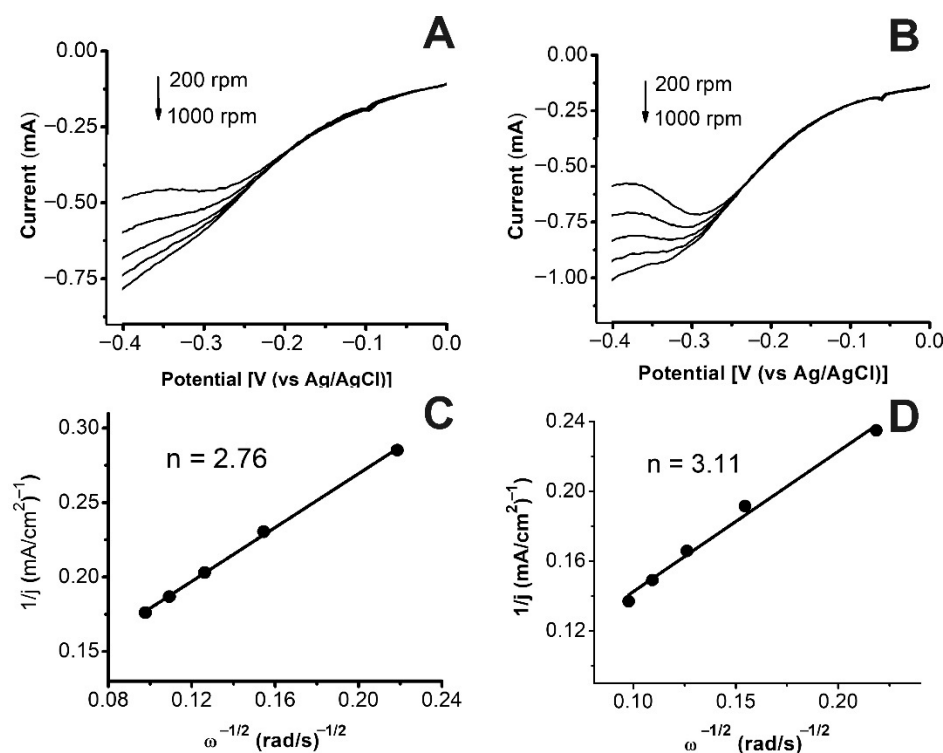 A
200 rpm
1000 rpm
Current (mA)
0.00
−0.25
−0.50
−0.75
−0.4
−0.3
−0.2
−0.1
0.0
Potential [V (vs Ag/AgCl)]
B
200 rpm
1000 rpm
Current (mA)
0.00
−0.25
−0.50
−0.75
−1.00
−0.4
−0.3
−0.2
−0.1
0.0
Potential [V (vs Ag/AgCl)]
C
n = 2.76
1/j (mA/cm²)⁻¹
0.30
0.25
0.20
0.15
0.08
0.12
0.16
0.20
0.24
ω⁻¹/² (rad/s)⁻¹/²
D
n = 3.11
1/j (mA/cm²)⁻¹
0.24
0.20
0.16
0.12
0.10
0.15
0.20
ω⁻¹/² (rad/s)⁻¹/²